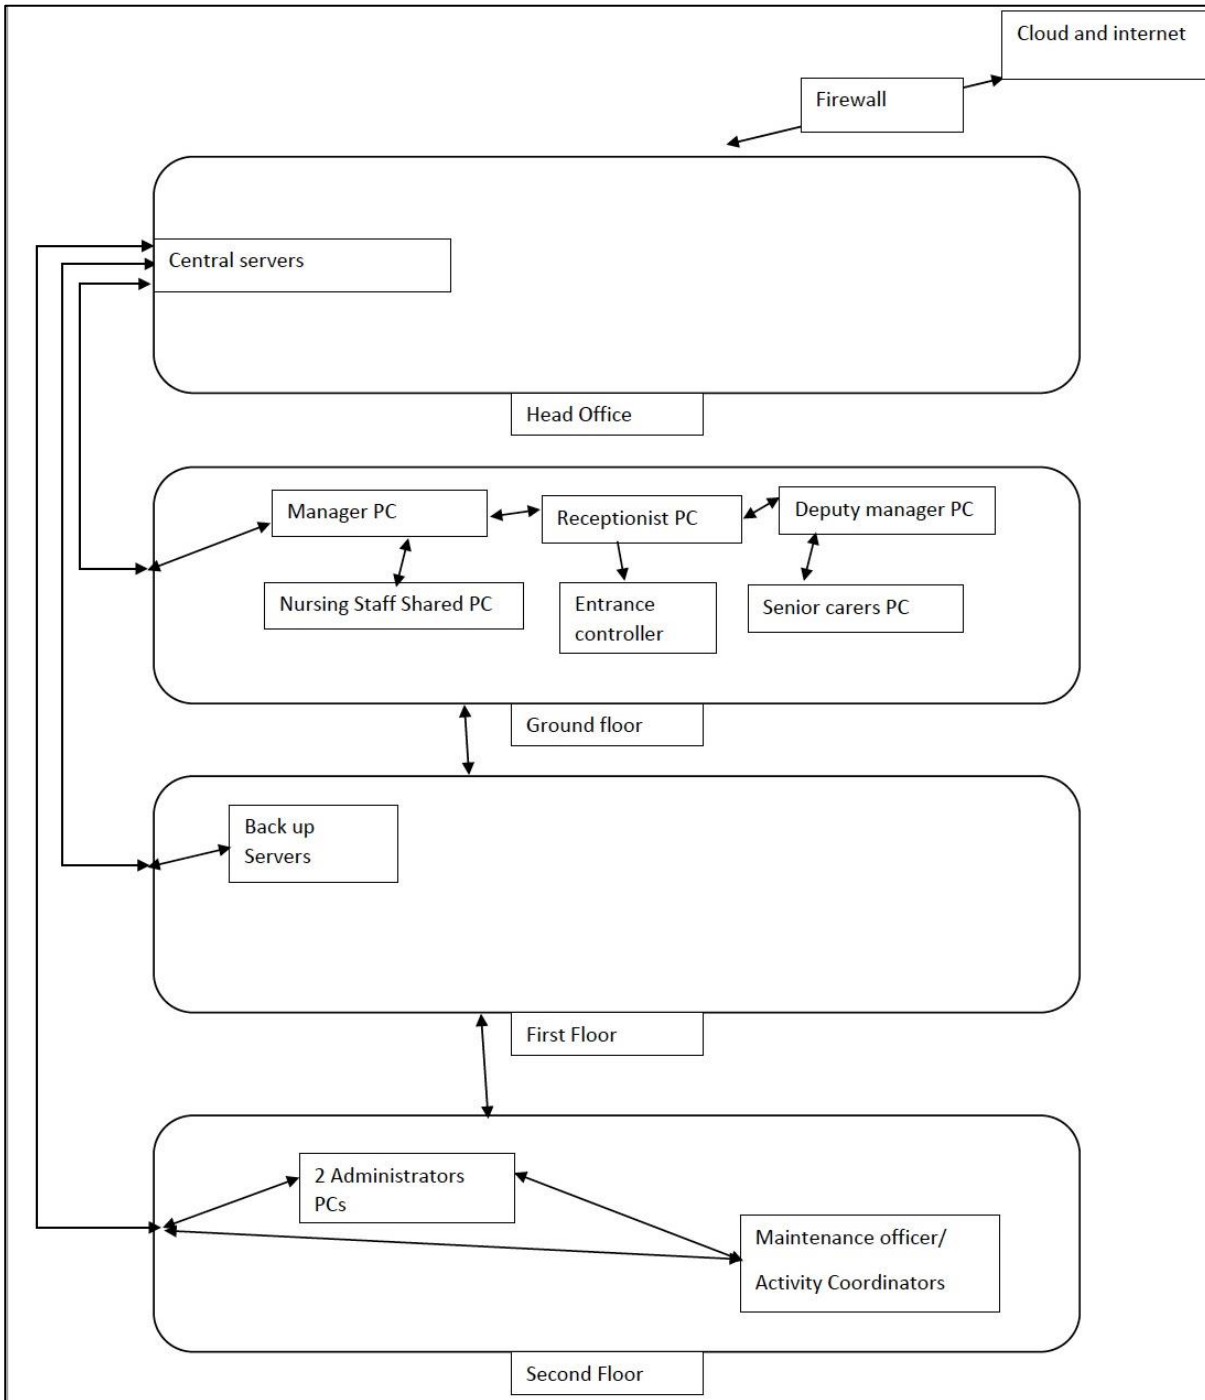 Cloud and internet
Firewall
Central servers
Head Office
Manager PC
Receptionist PC
Deputy manager PC
Nursing Staff Shared PC
Entrance
controller
Senior carers PC
Ground floor
Back up
Servers
First Floor
2 Administrators
PCs
Maintenance officer/
Activity Coordinators
Second Floor